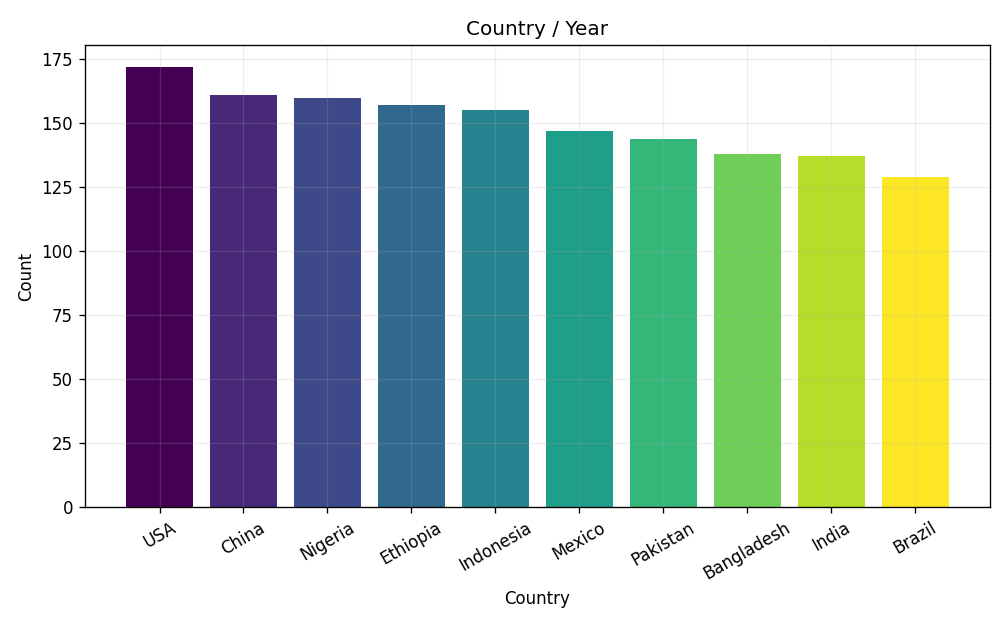 Country / Year
Count
175
150
125
100
75
50
25
0
USA
China
Nigeria
Ethiopia
Indonesia
Mexico
Pakistan
Bangladesh
India
Brazil
Country